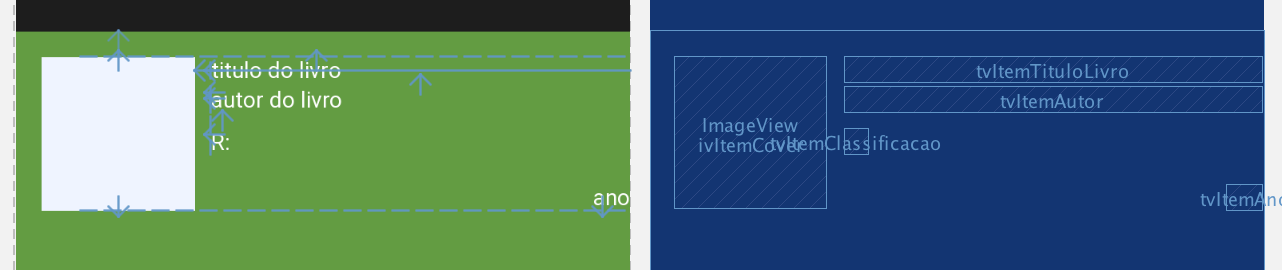 titulo do livro
autor do livro
R:
ano
tvItemTituloLivro
tvItemAutor
ImageView
ivItemCover
tvItemClassificacao
tvItemAno